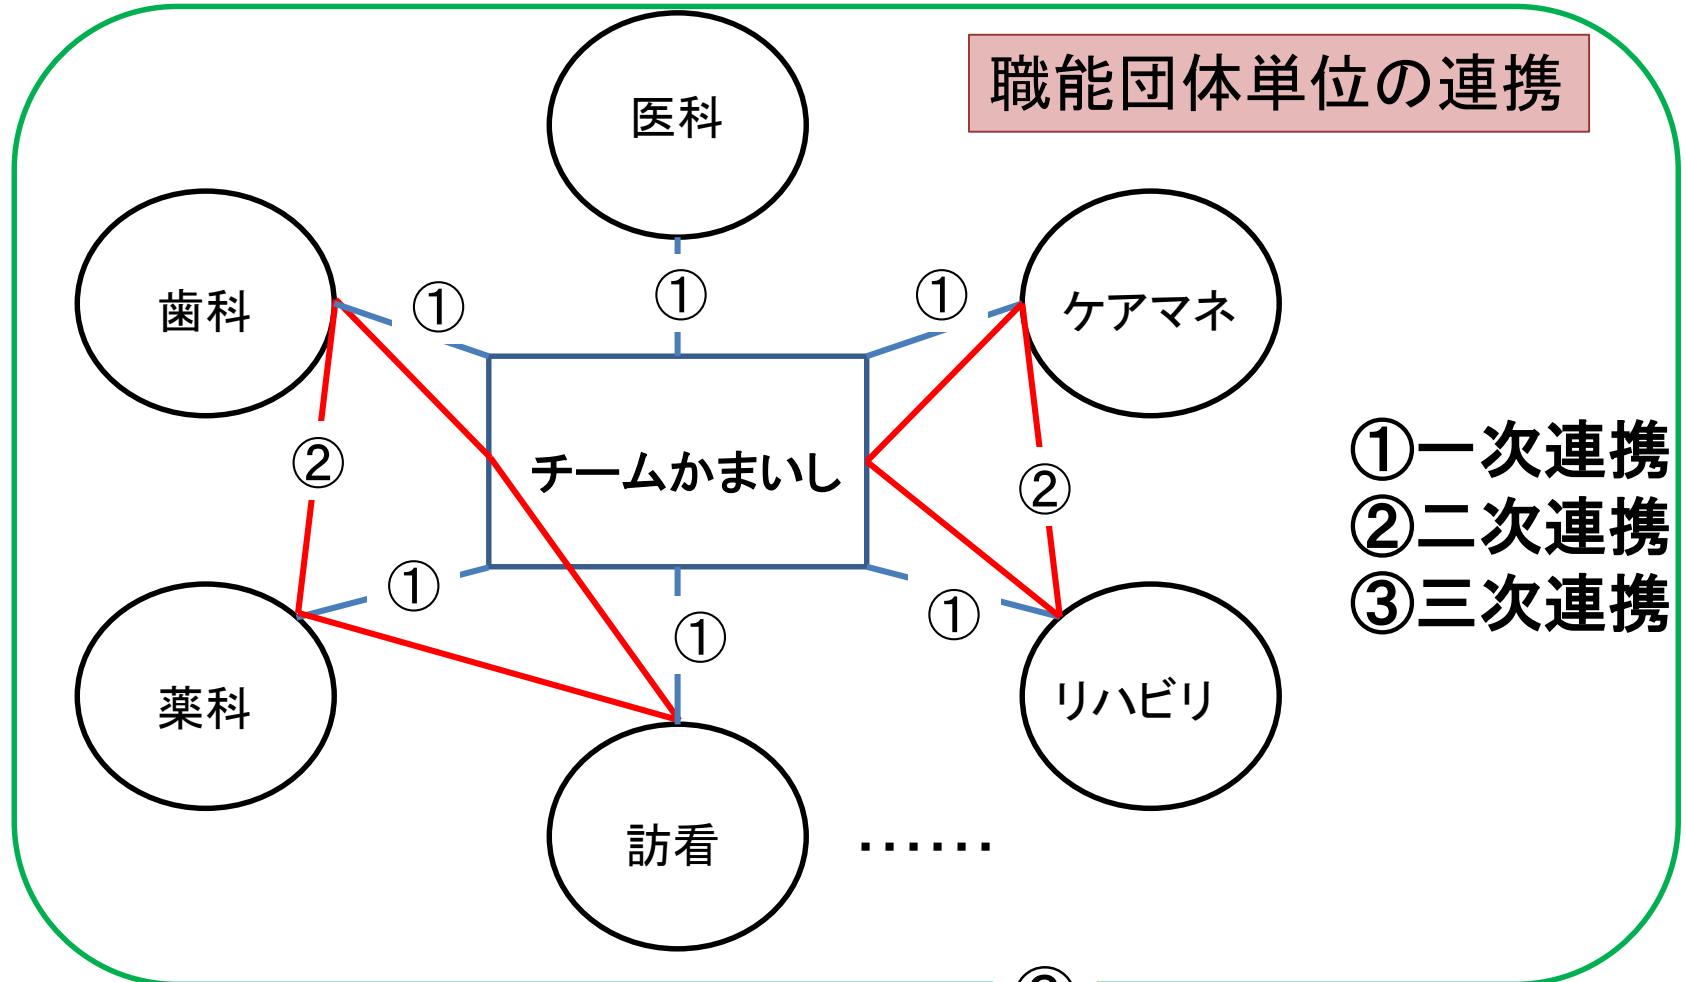 職能団体単位の連携
医科
歯科
①
①
①
ケアマネ
②
チームかまいし
②
①一次連携
②二次連携
③三次連携
①
①
①
薬科
リハビリ
訪看
・・・・・・